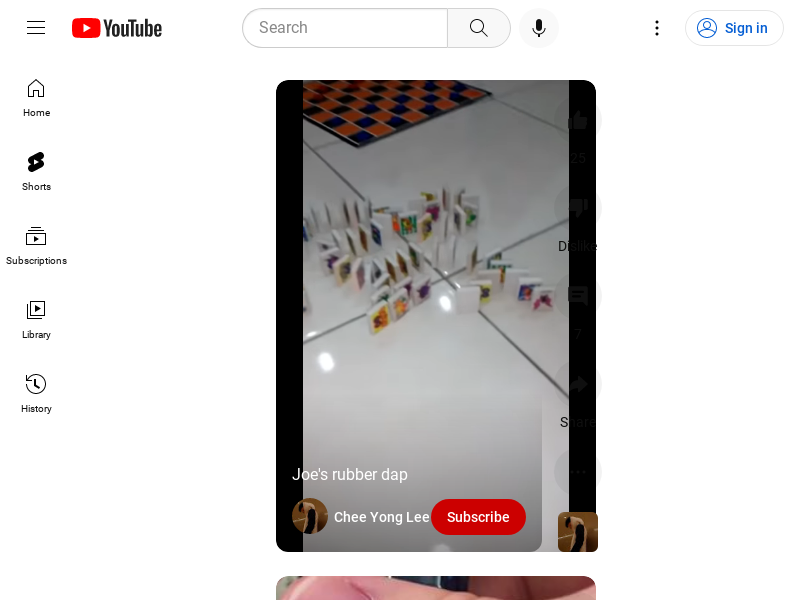 YouTube
Search
Sign in
Home
Shorts
Subscriptions
Library
History
25
Dislike
7
Share
Joe's rubber dap
Chee Yong Lee
Subscribe